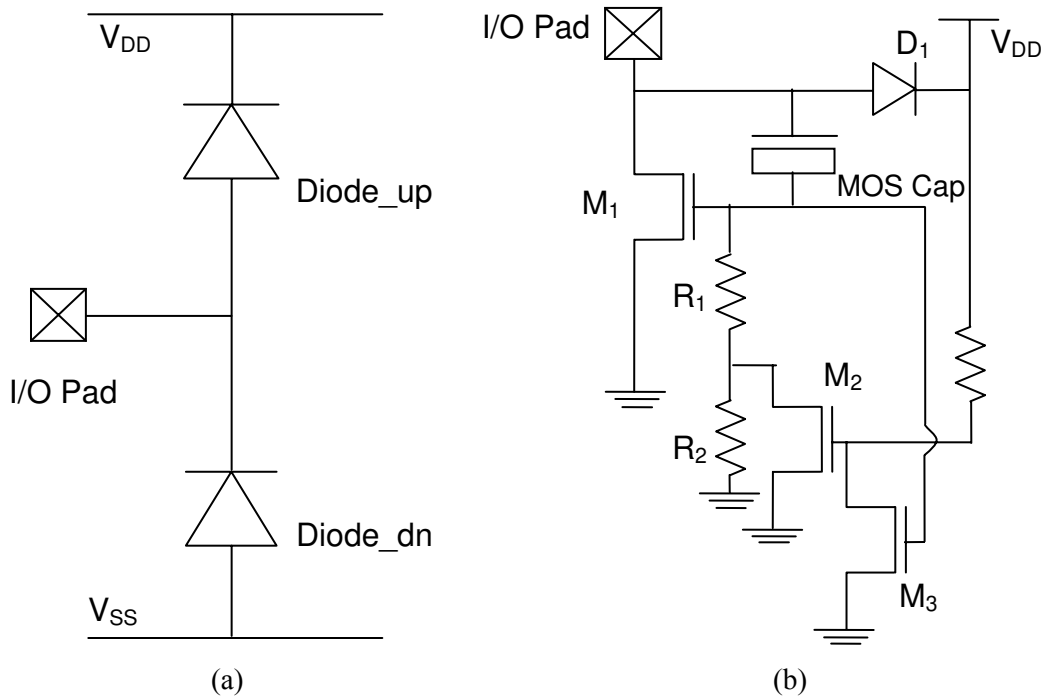 V_DD
Diode_up
I/O Pad
Diode_dn
V_SS
(a)
I/O Pad
D_1
V_DD
MOS Cap
M_1
R_1
M_2
R_2
M_3
(b)